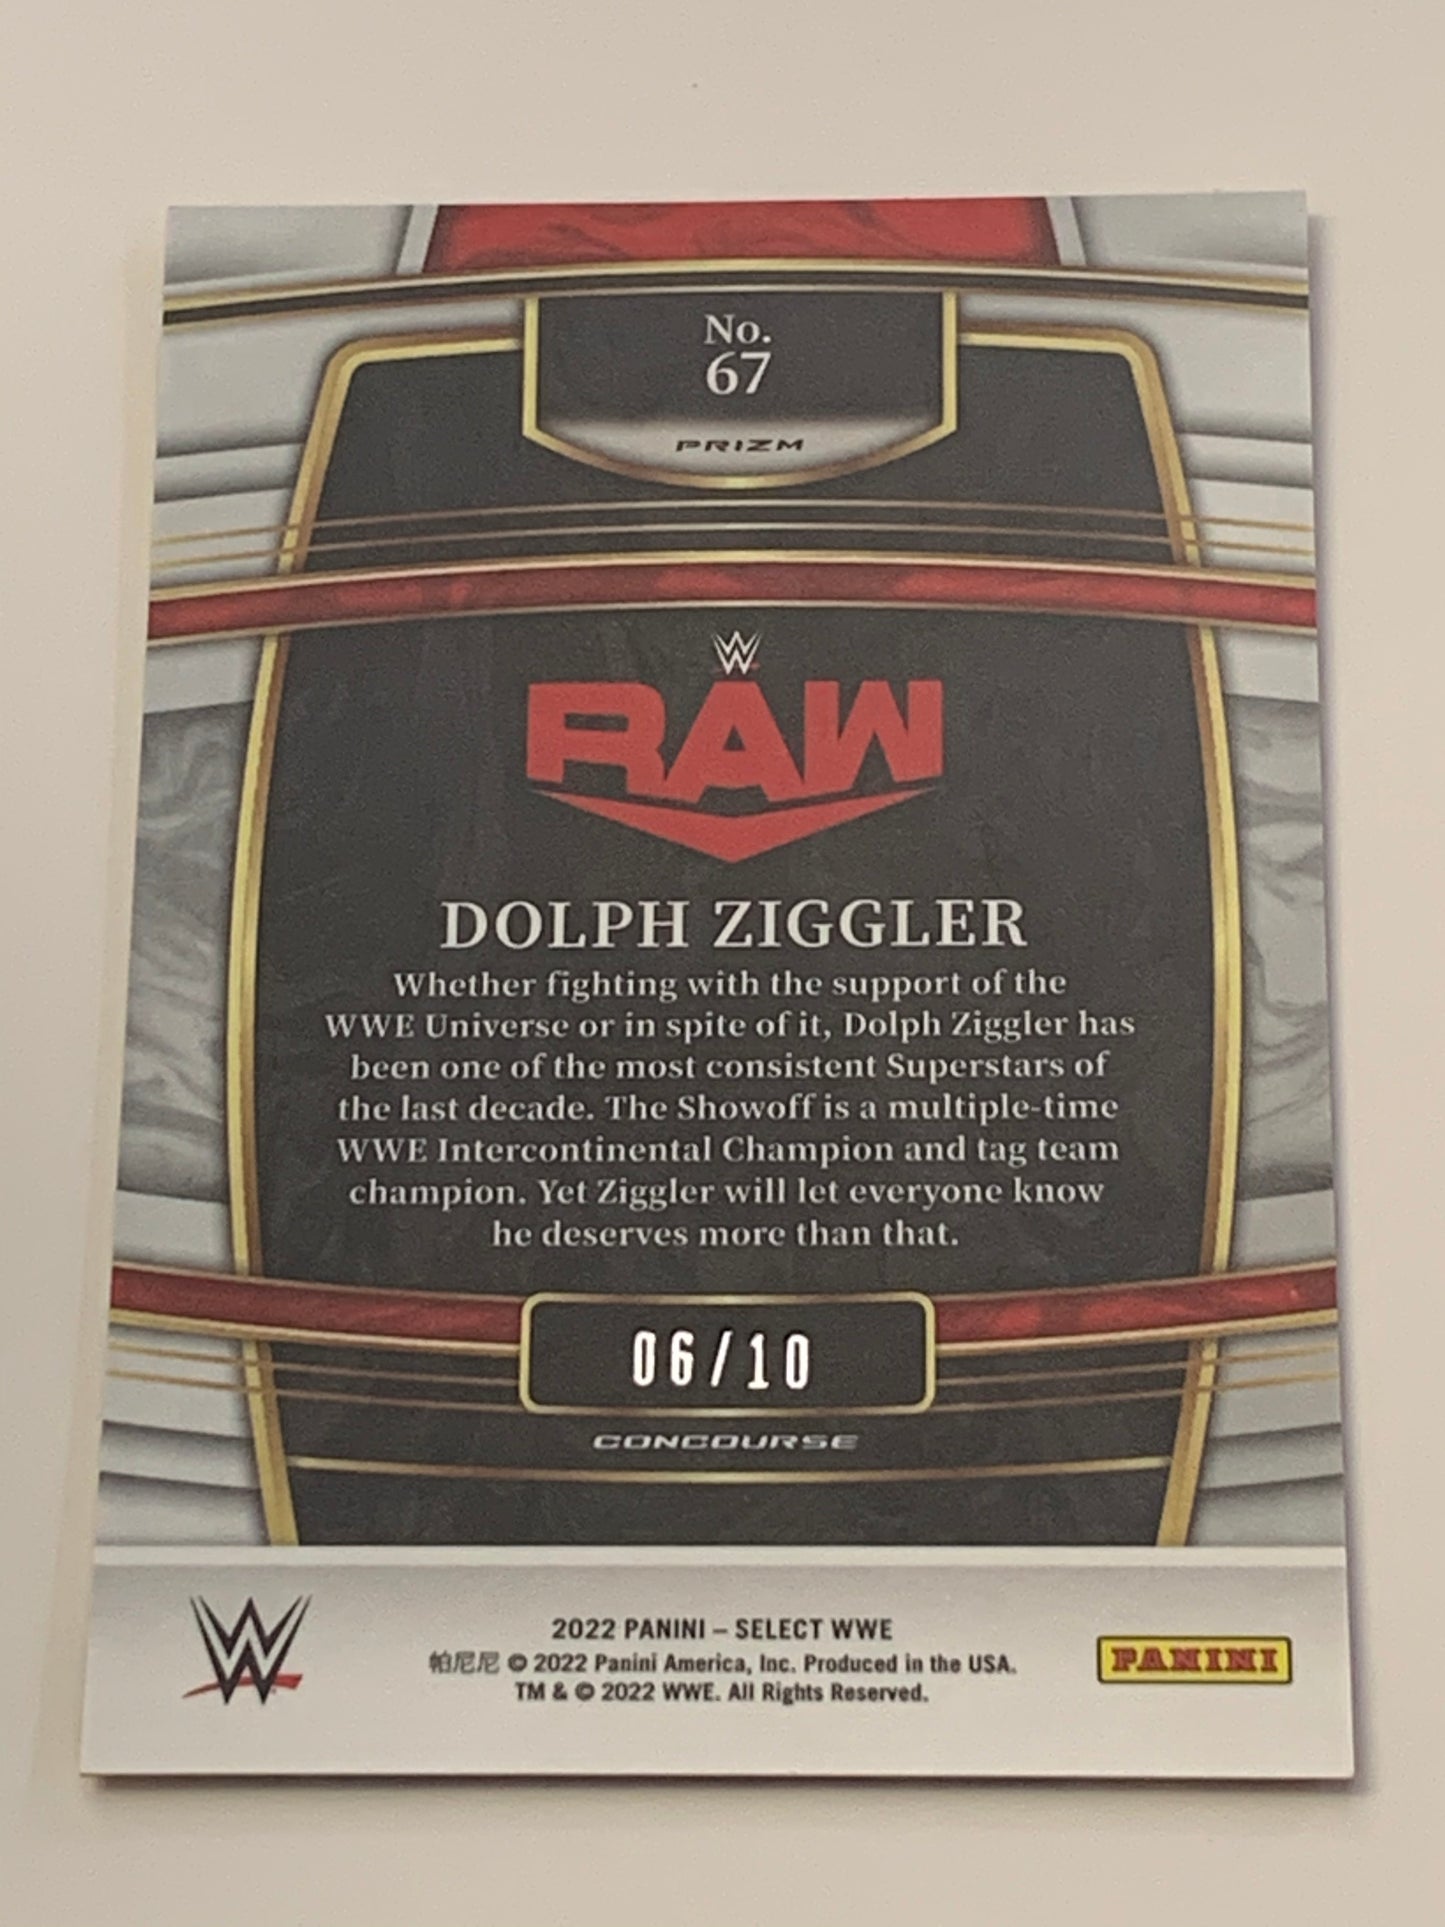 No.
67
PRIZM
W
RAW
DOLPH ZIGGLER
Whether fighting with the support of the
WWE Universe or in spite of it, Dolph Ziggler has
been one of the most consistent Superstars of
the last decade. The Showoff is a multiple-time
WWE Intercontinental Champion and tag team
champion. Yet Ziggler will let everyone know
he deserves more than that.
06/10
CONCOURSE
W
2022 PANINI – SELECT WWE
帕尼尼 © 2022 Panini America, Inc. Produced in the USA.
TM & © 2022 WWE. All Rights Reserved.
PANINI